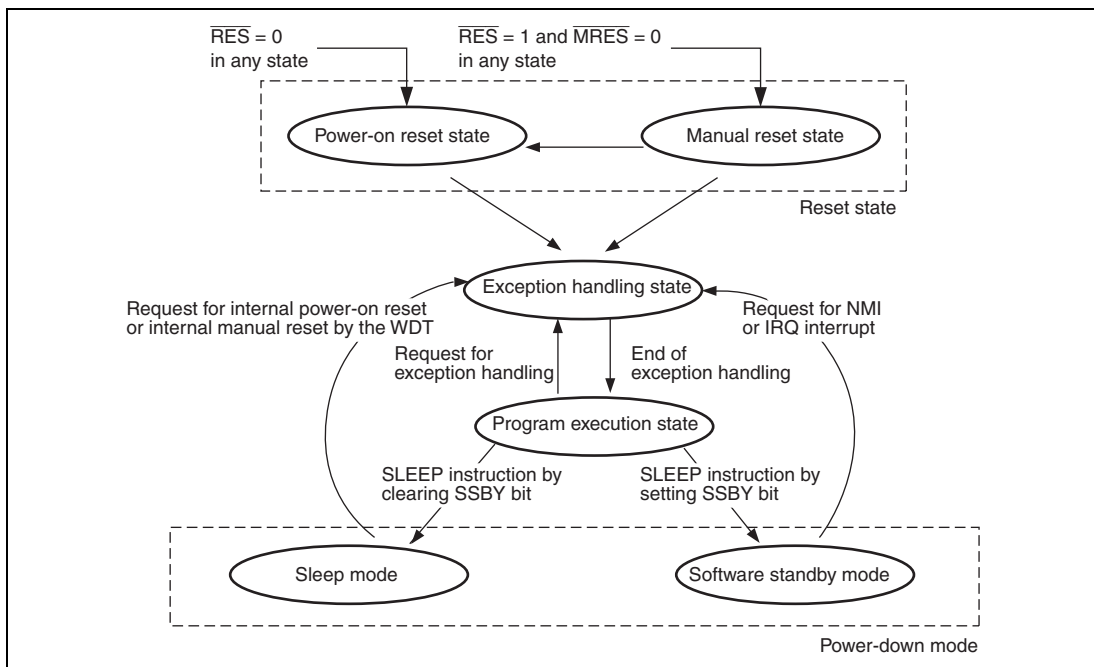 R̅E̅S̅ = 0
in any state
R̅E̅S̅ = 1 and M̅R̅E̅S̅ = 0
in any state
Power-on reset state
Manual reset state
Reset state
Exception handling state
Request for internal power-on reset
or internal manual reset by the WDT
Request for NMI
or IRQ interrupt
Request for
exception handling
End of
exception handling
Program execution state
SLEEP instruction by
clearing SSBY bit
SLEEP instruction by
setting SSBY bit
Sleep mode
Software standby mode
Power-down mode